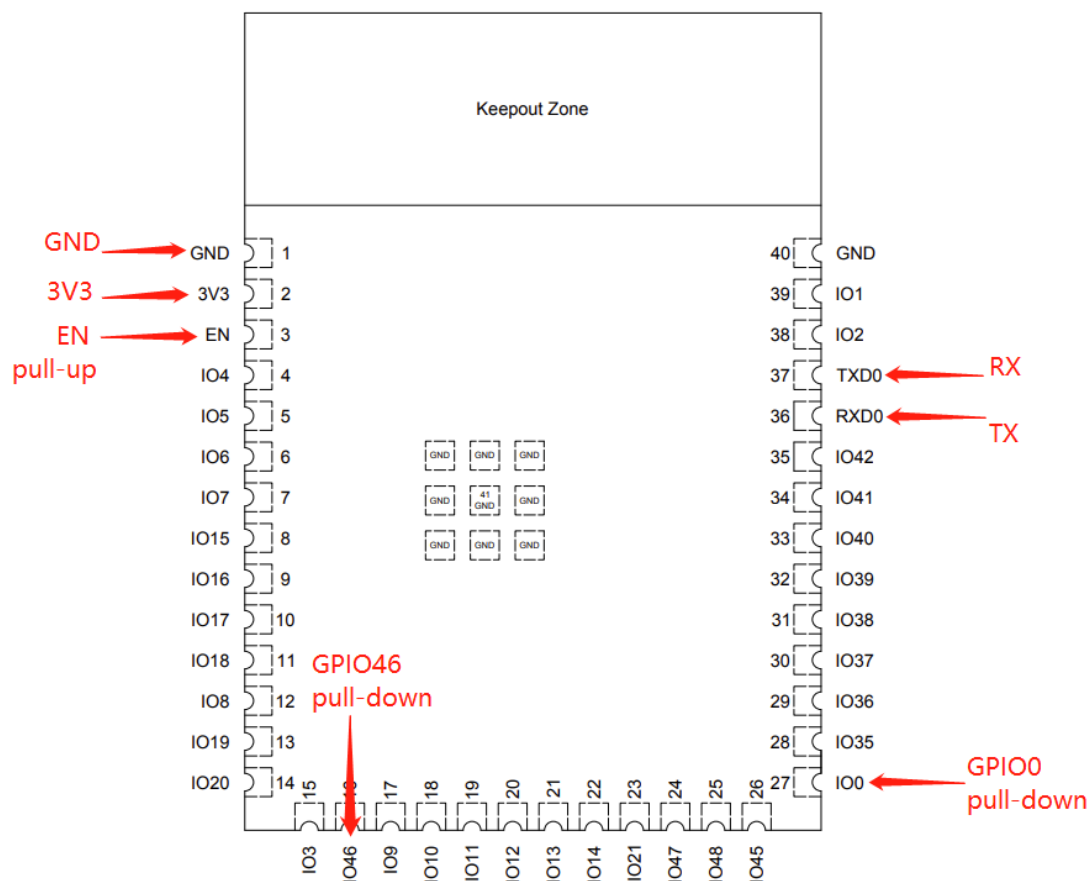 Keepout Zone
GND
GND 1
3V3
3V3 2
EN
pull-up
EN 3
IO4 4
IO5 5
IO6 6
IO7 7
IO15 8
IO16 9
IO17 10
IO18 11
IO8 12
IO19 13
IO20 14
40 GND
39 IO1
38 IO2
37 TXD0
RX
36 RXD0
TX
35 IO42
34 IO41
33 IO40
32 IO39
31 IO38
30 IO37
29 IO36
28 IO35
27 IO0
GPIO0
pull-down
GND GND GND
GND 41 GND GND
GND GND GND
GPIO46
pull-down
15 16 17 18 19 20 21 22 23 24 25 26
IO3 IO46 IO9 IO10 IO11 IO12 IO13 IO14 IO21 IO47 IO48 IO45